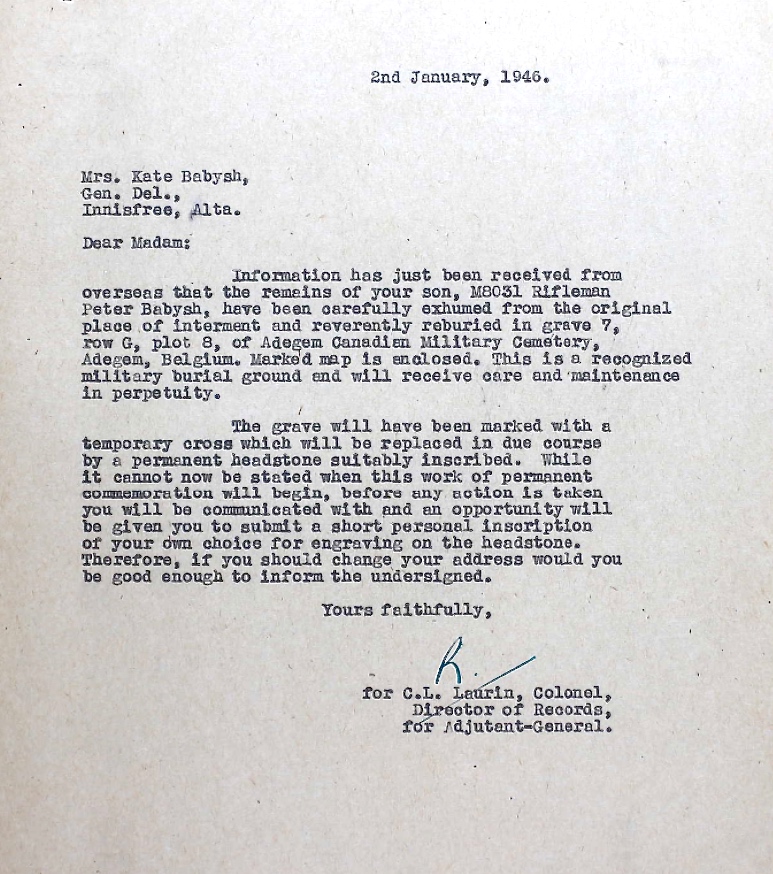 2nd January, 1946.
Mrs. Kate Babysh,
Gen. Del.,
Innisfree, Alta.
Dear Madam:
Information has just been received from
overseas that the remains of your son, M8031 Rifleman
Peter Babysh, have been carefully exhumed from the original
place of interment and reverently reburied in grave 7,
row G, plot 8, of Adegem Canadian Military Cemetery,
Adegem, Belgium. Marked map is enclosed. This is a recognized
military burial ground and will receive care and maintenance
in perpetuity.
The grave will have been marked with a
temporary cross which will be replaced in due course
by a permanent headstone suitably inscribed. While
it cannot now be stated when this work of permanent
commemoration will begin, before any action is taken
you will be communicated with and an opportunity will
be given you to submit a short personal inscription
of your own choice for engraving on the headstone.
Therefore, if you should change your address would you
be good enough to inform the undersigned.
Yours faithfully,
R.
for C.L. Laurin, Colonel,
Director of Records,
for Adjutant-General.